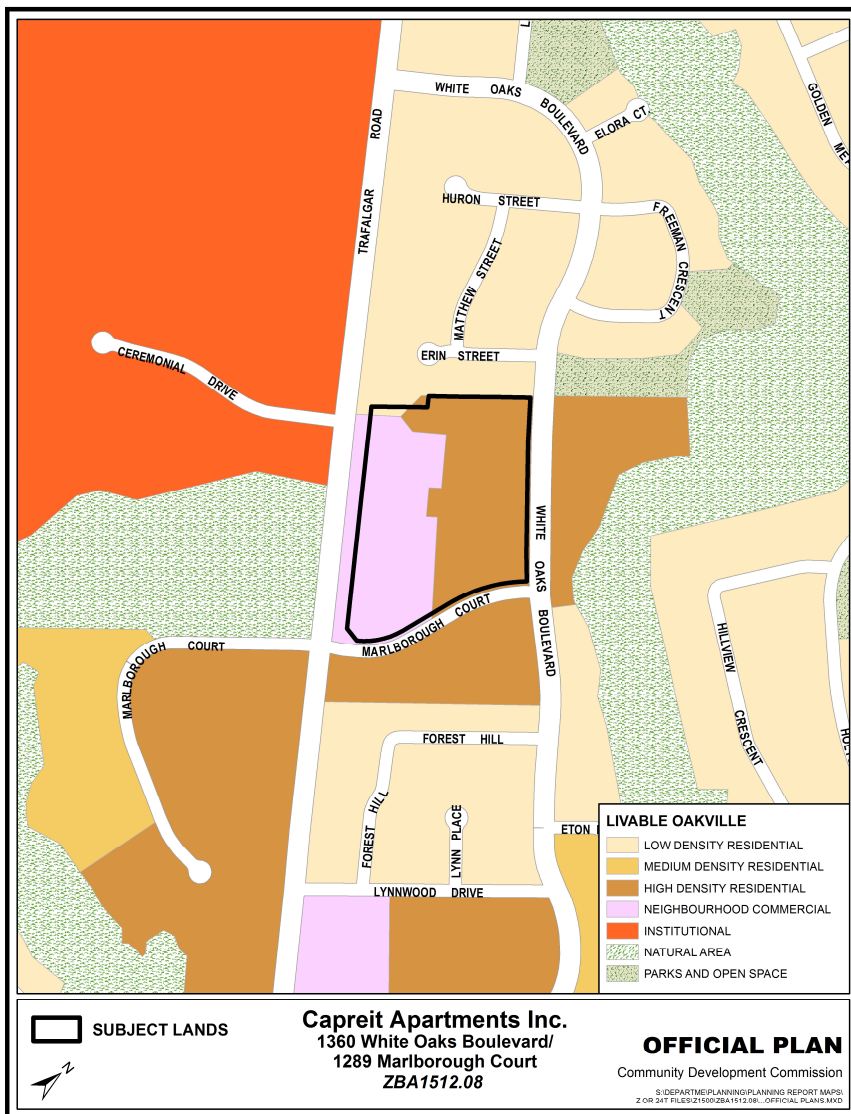 WHITE OAKS BOULEVARD
L
ELORA CT.
GOLDEN
TRAFALGAR ROAD
HURON STREET
FREEMAN CRESCENT
MATTHEW STREET
ERIN STREET
CEREMONIAL DRIVE
WHITE OAKS BOULEVARD
MARLBOROUGH COURT
MARLBOROUGH COURT
HILLVIEW CRESCENT
FOREST HILL
FOREST HILL
LYNN PLACE
ETON
LYNNWOOD DRIVE
LIVABLE OAKVILLE
LOW DENSITY RESIDENTIAL
MEDIUM DENSITY RESIDENTIAL
HIGH DENSITY RESIDENTIAL
NEIGHBOURHOOD COMMERCIAL
INSTITUTIONAL
NATURAL AREA
PARKS AND OPEN SPACE
SUBJECT LANDS
N
Capreit Apartments Inc.
1360 White Oaks Boulevard/
1289 Marlborough Court
ZBA1512.08
OFFICIAL PLAN
Community Development Commission